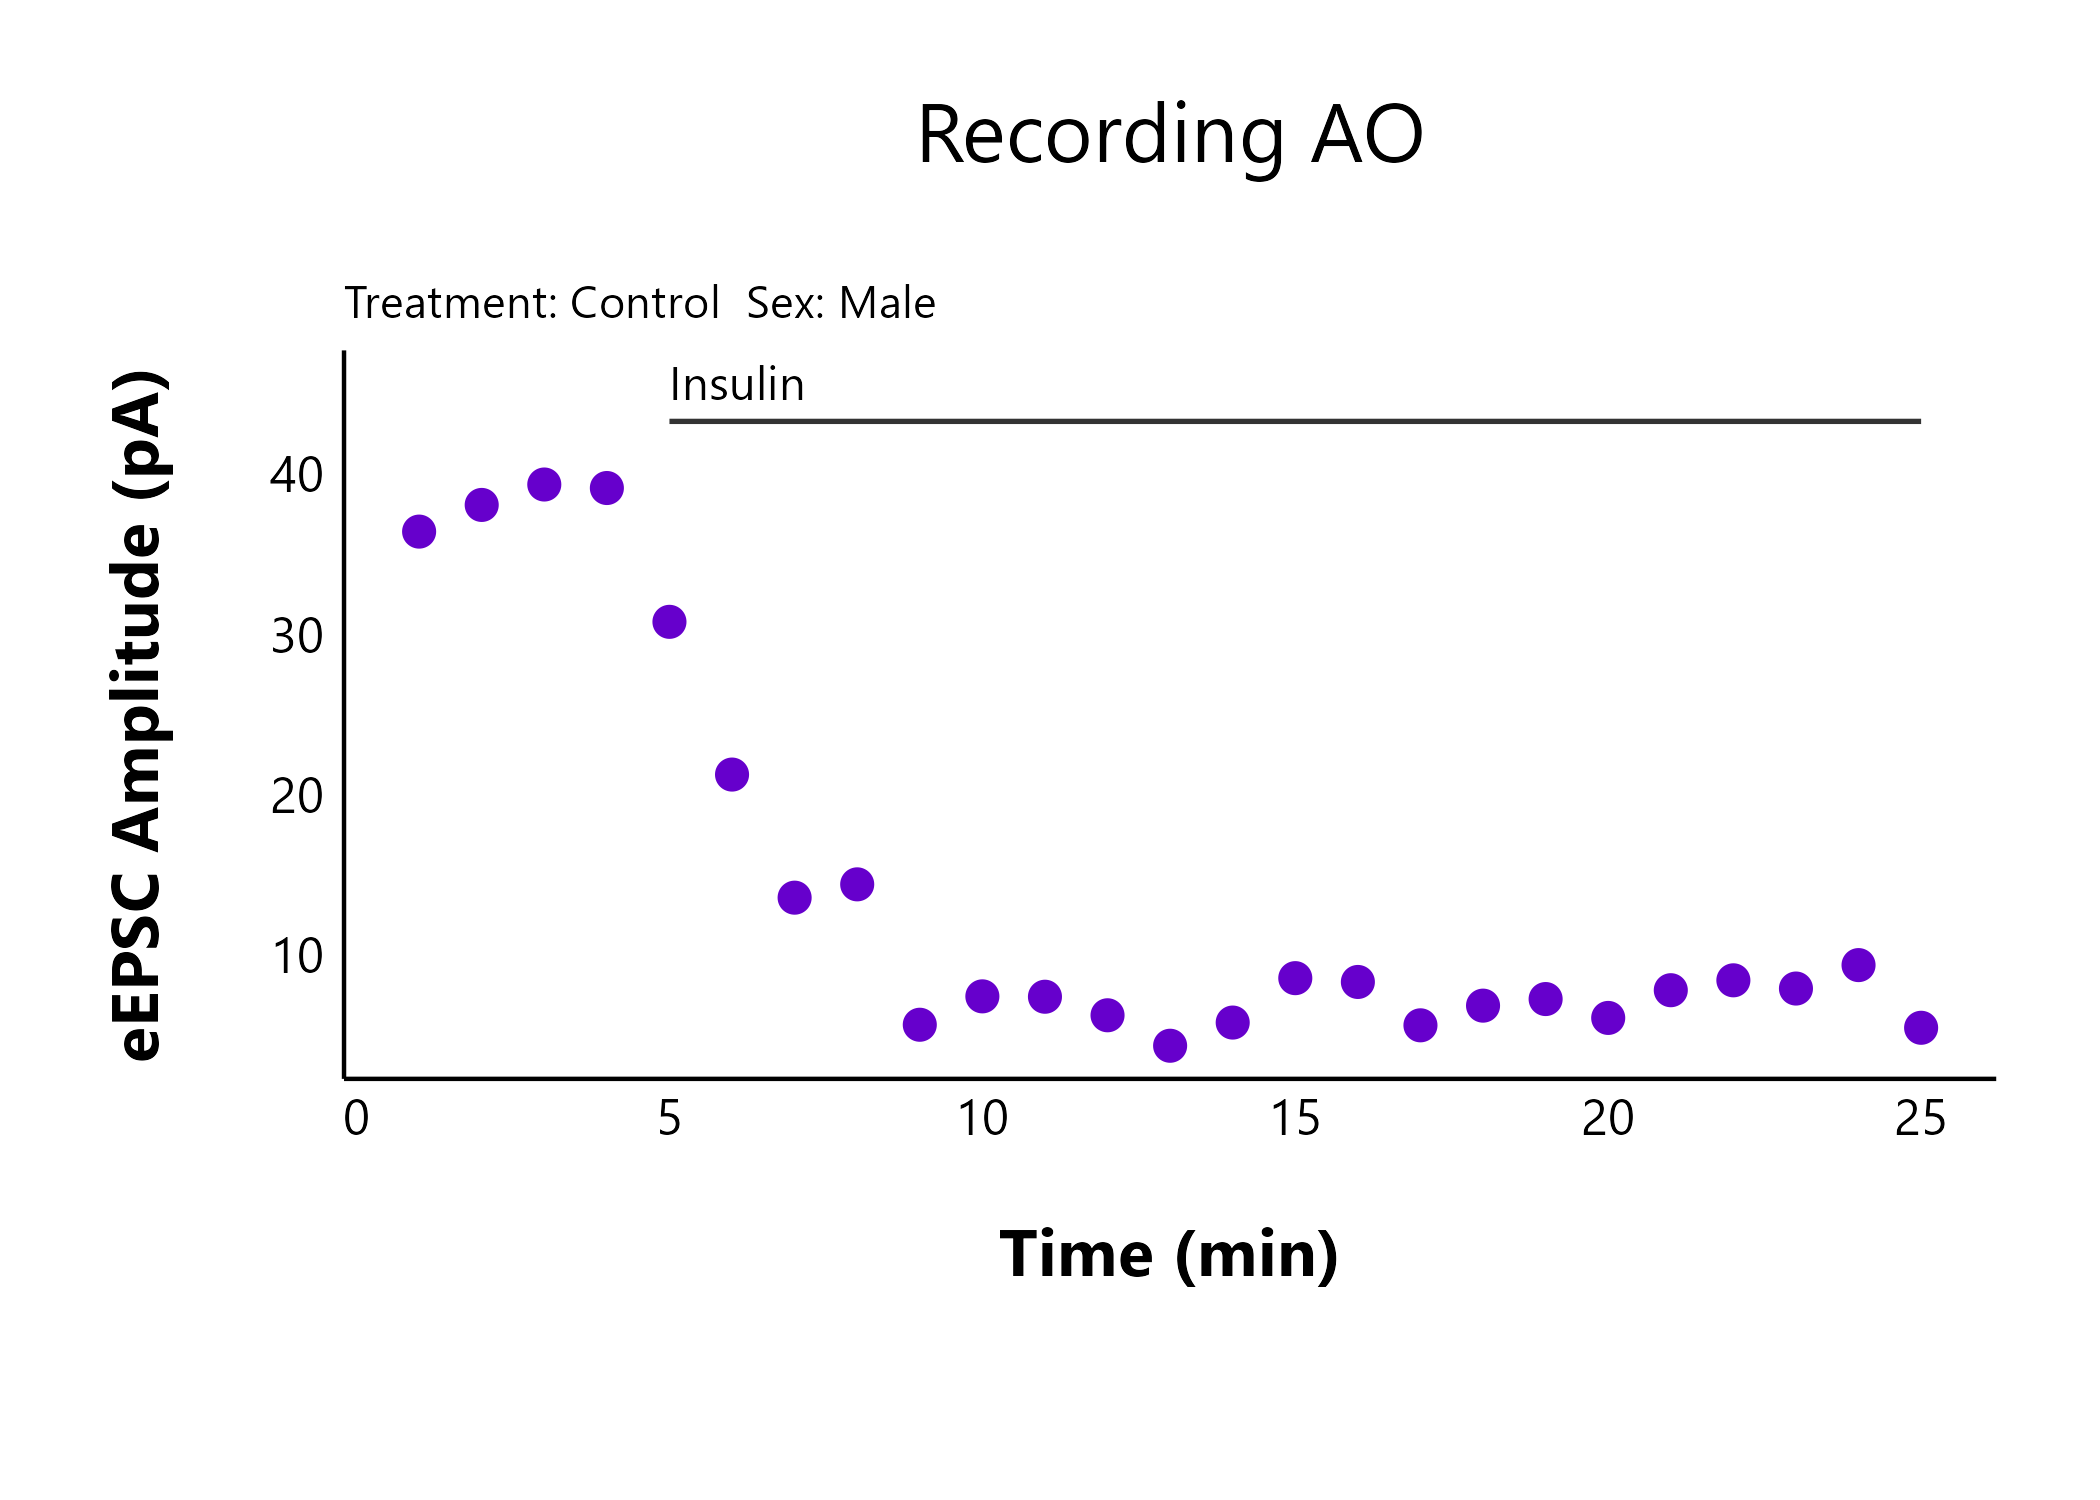 Recording AO
Treatment: Control  Sex: Male
Insulin
eEPSC Amplitude (pA)
40
30
20
10
0 5 10 15 20 25
Time (min)